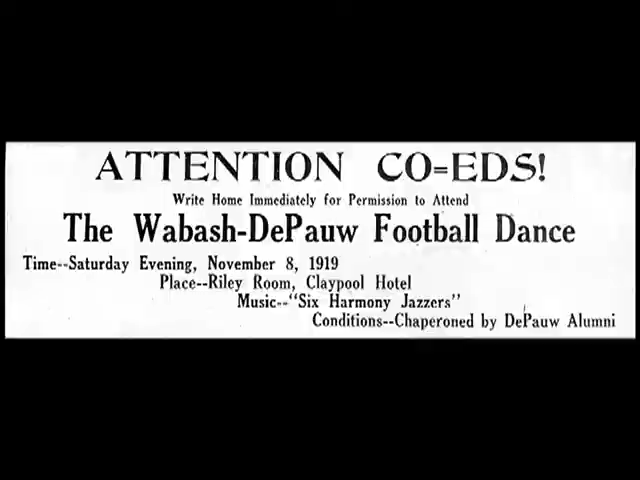 ATTENTION CO=EDS!
Write Home Immediately for Permission to Attend
The Wabash-DePauw Football Dance
Time--Saturday Evening, November 8, 1919
Place--Riley Room, Claypool Hotel
Music--"Six Harmony Jazzers"
Conditions--Chaperoned by DePauw Alumni